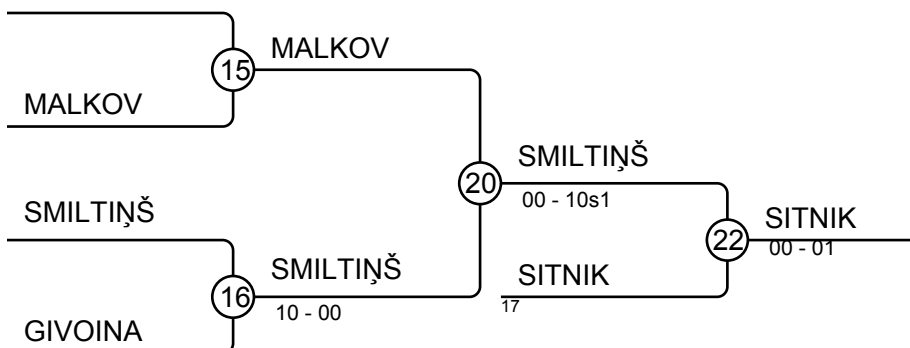 MALKOV
15
MALKOV
SMILTIŅŠ
20
00 - 10s1
SMILTIŅŠ
22
SITNIK
00 - 01
SMILTIŅŠ
16
10 - 00
SITNIK
17
GIVOINA